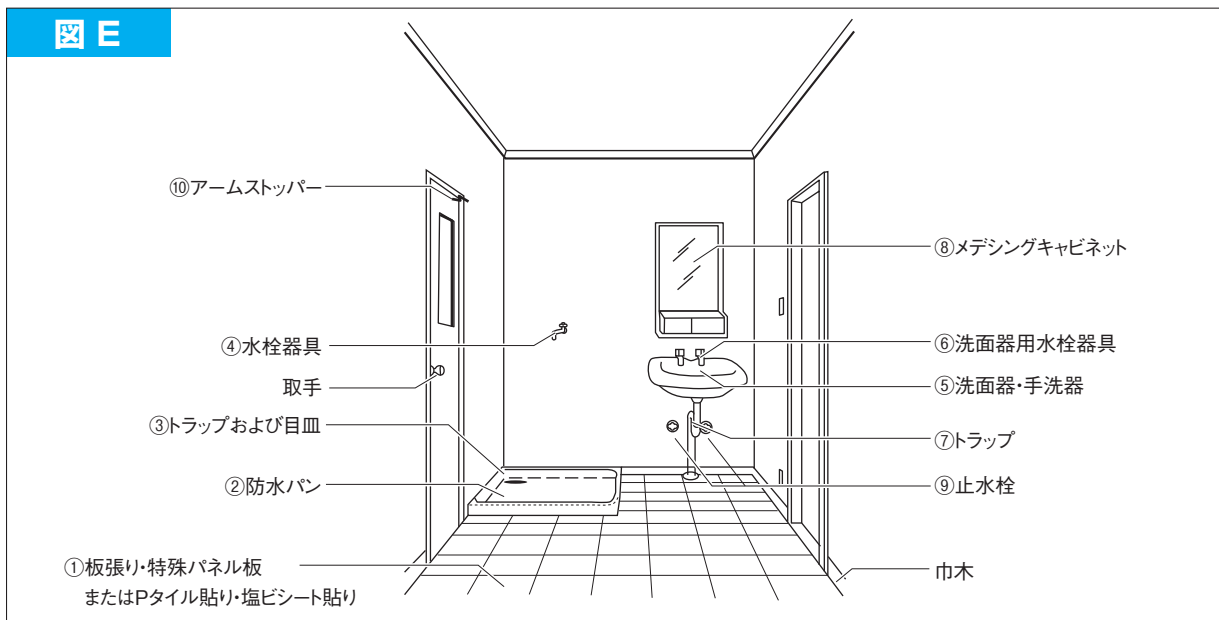 図 E
⑩アームストッパー
④水栓器具
取手
③トラップおよび目皿
②防水パン
①板張り・特殊パネル板
またはPタイル貼り・塩ビシート貼り
⑧メデシングキャビネット
⑥洗面器用水栓器具
⑤洗面器・手洗器
⑦トラップ
⑨止水栓
巾木